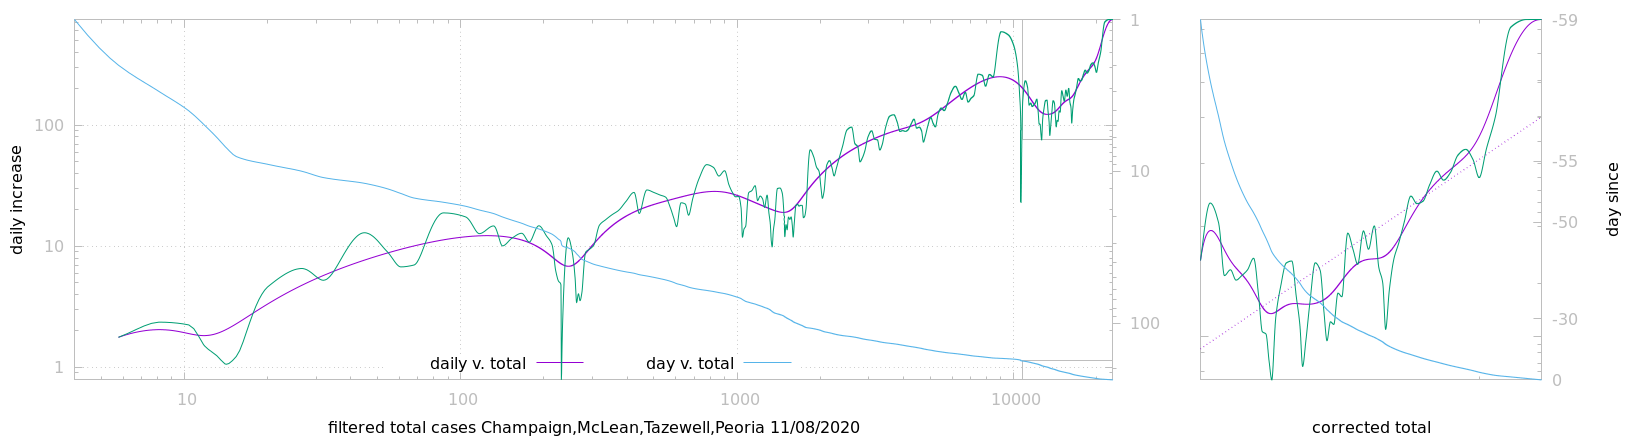 1
-59
100
-55
10
-50
10
100
-30
daily v. total
day v. total
1
0
10
100
1000
10000
daily increase
day since
filtered total cases Champaign,McLean,Tazewell,Peoria 11/08/2020
corrected total